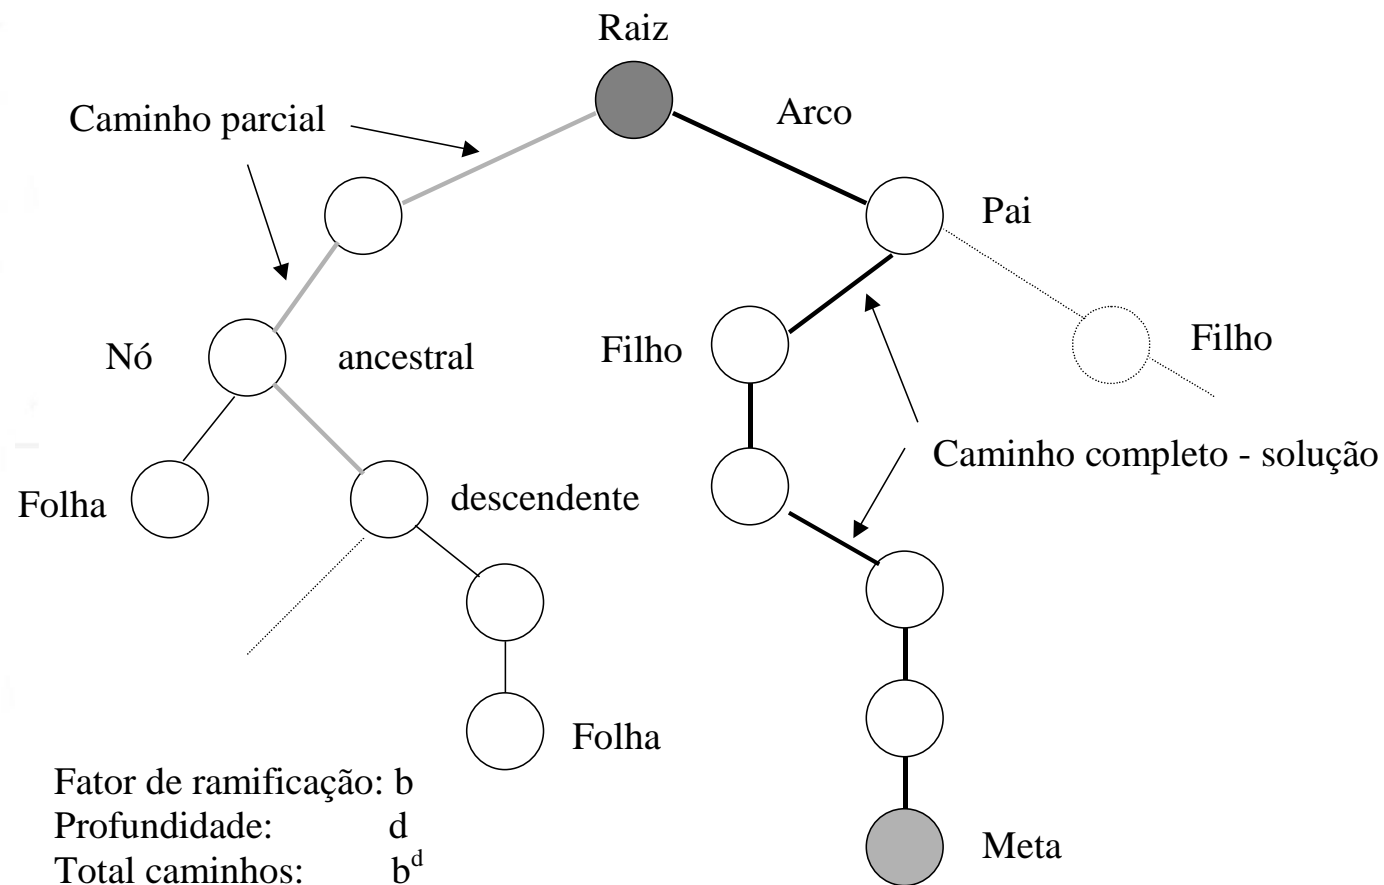 Raiz
Caminho parcial
Arco
Pai
Nó
ancestral
Filho
Filho
Caminho completo - solução
Folha
descendente
Folha
Fator de ramificação: b
Profundidade: d
Meta
Total caminhos: b^d